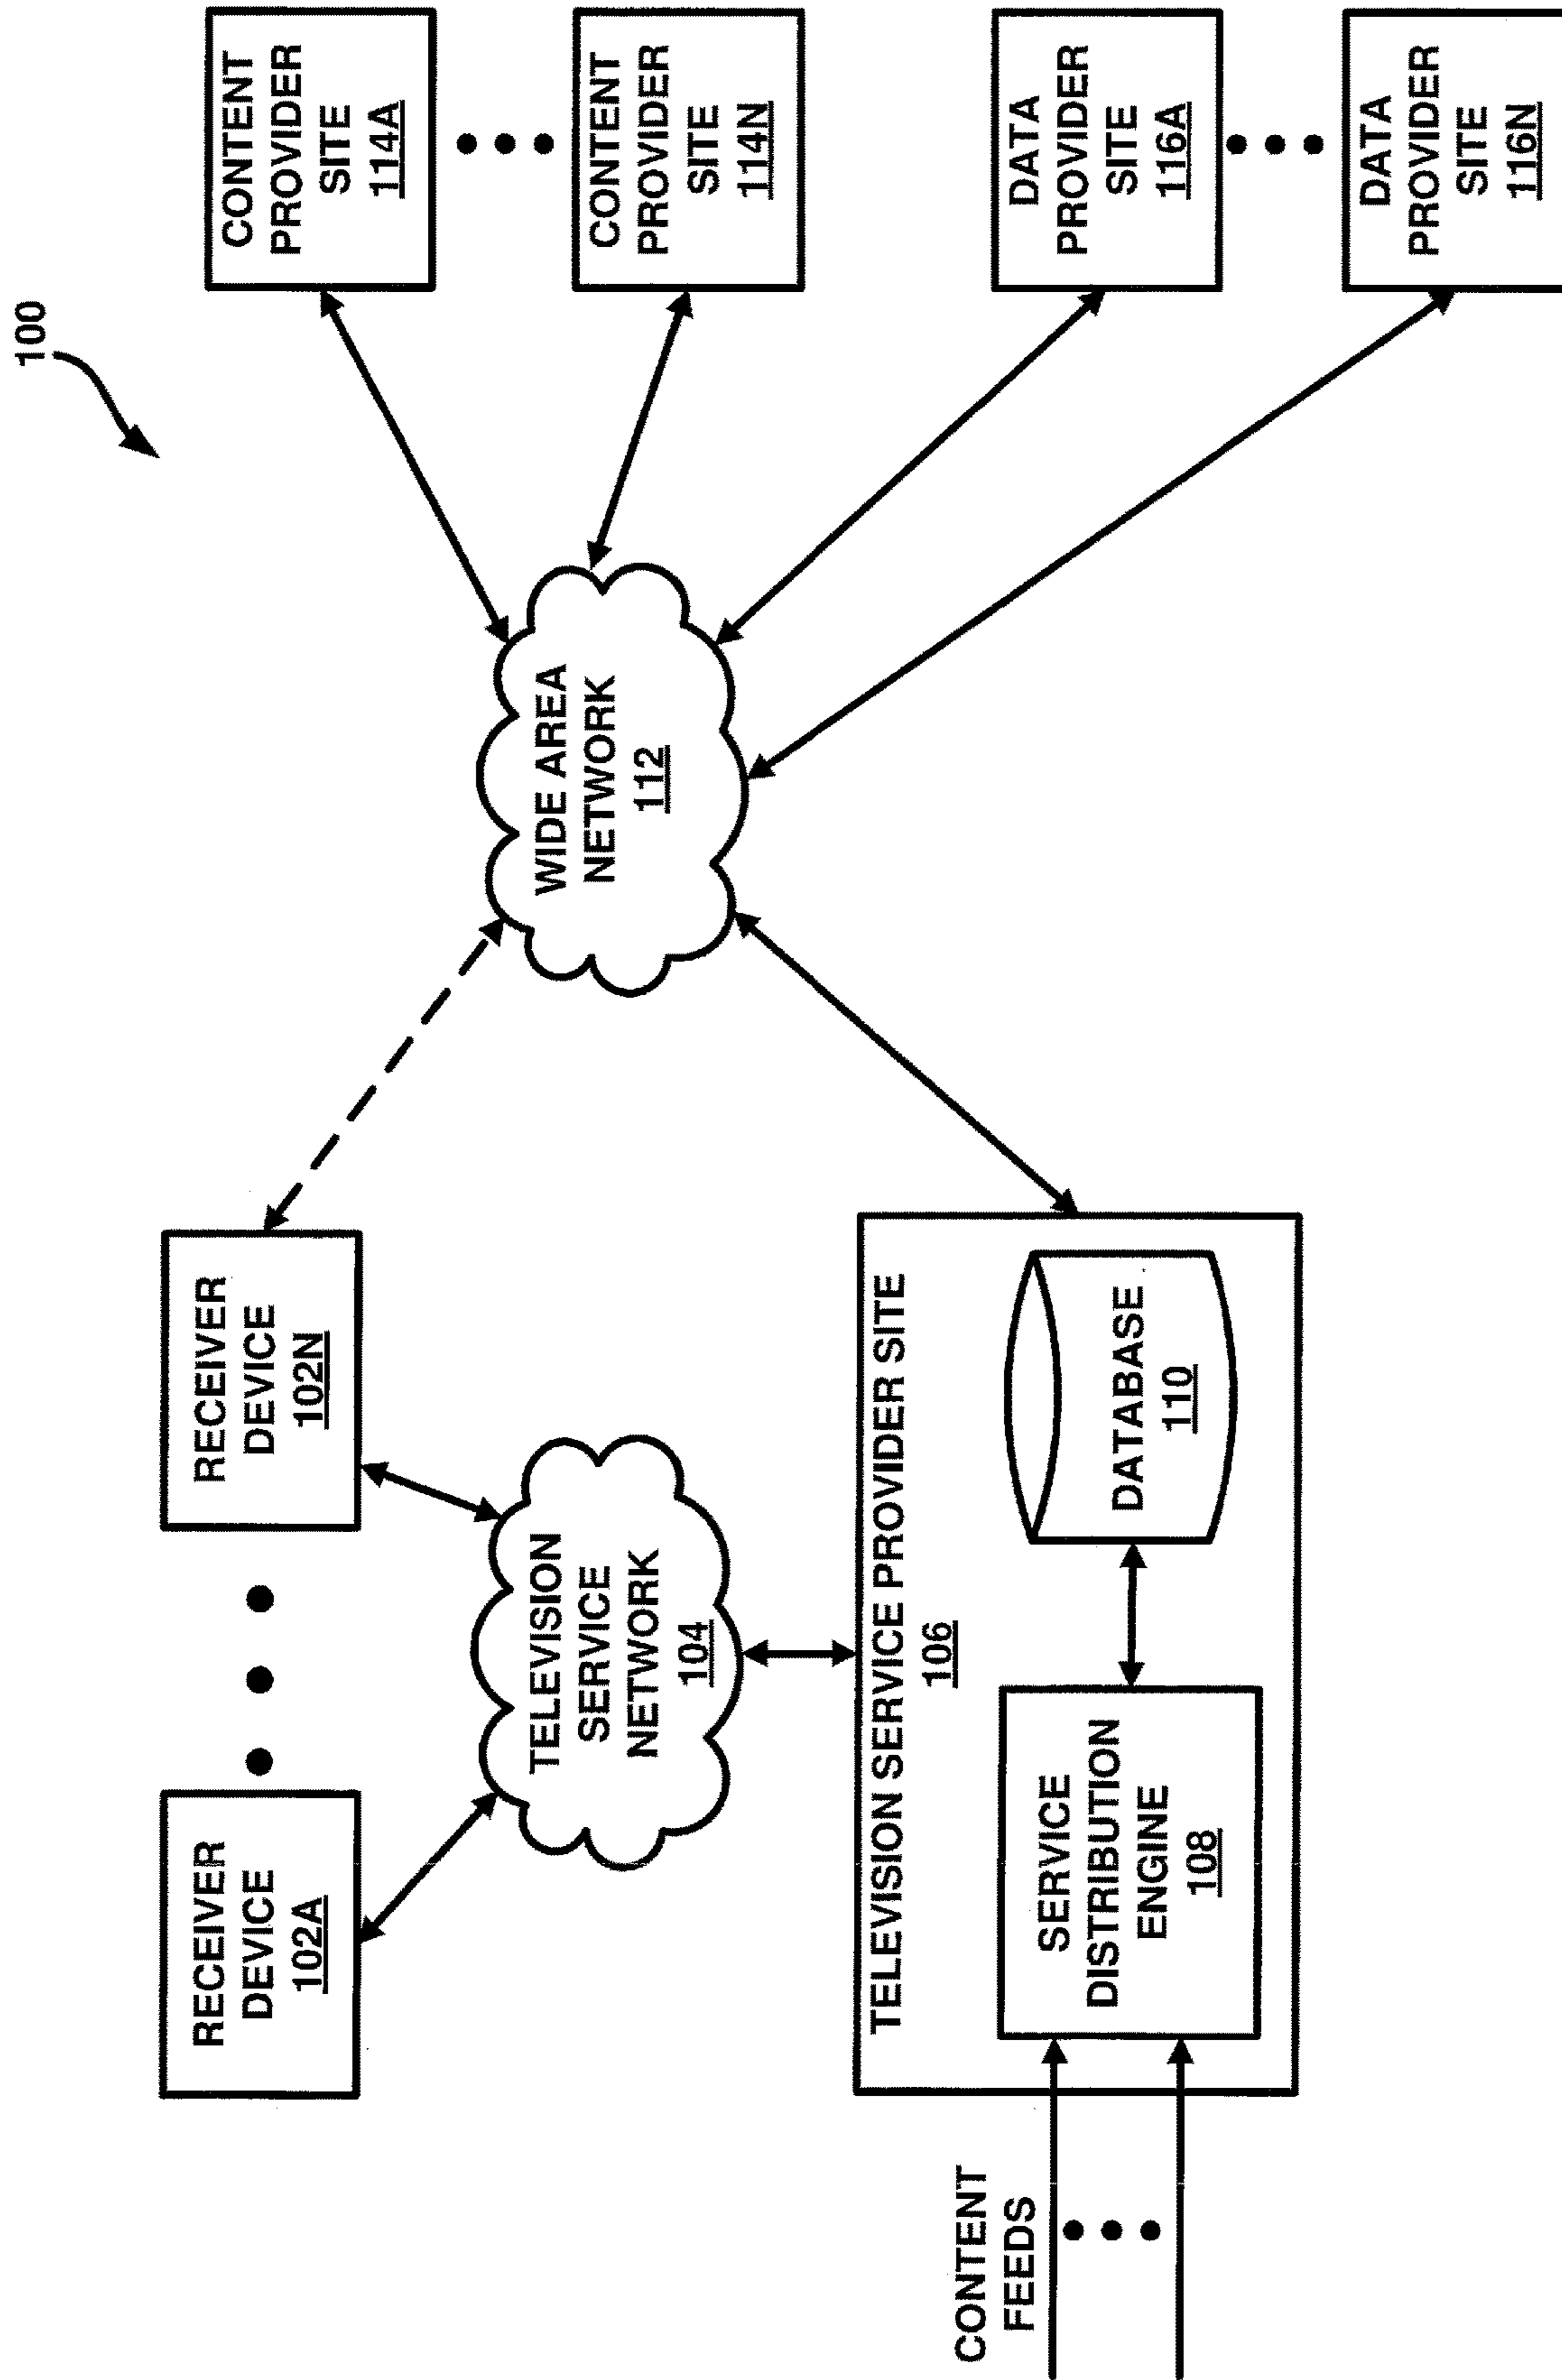 100
RECEIVER
DEVICE
102A
RECEIVER
DEVICE
102N
CONTENT
PROVIDER
SITE
114A
CONTENT
PROVIDER
SITE
114N
TELEVISION
SERVICE
NETWORK
104
WIDE AREA
NETWORK
112
DATA
PROVIDER
SITE
116A
DATA
PROVIDER
SITE
116N
TELEVISION SERVICE PROVIDER SITE
106
CONTENT
FEEDS
SERVICE
DISTRIBUTION
ENGINE
108
DATABASE
110